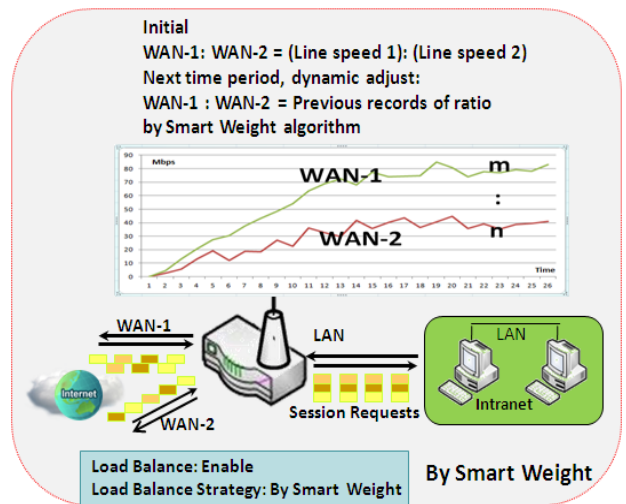 Initial
WAN-1: WAN-2 = (Line speed 1): (Line speed 2)
Next time period, dynamic adjust:
WAN-1 : WAN-2 = Previous records of ratio
by Smart Weight algorithm
Mbps
90
80
70
60
50
40
30
20
10
0
WAN-1
m
:
n
WAN-2
Time
1 2 3 4 5 6 7 8 9 10 11 12 13 14 15 16 17 18 19 20 21 22 23 24 25 26
WAN-1
LAN
LAN
Internet
Intranet
Session Requests
WAN-2
Load Balance: Enable
Load Balance Strategy: By Smart Weight
By Smart Weight